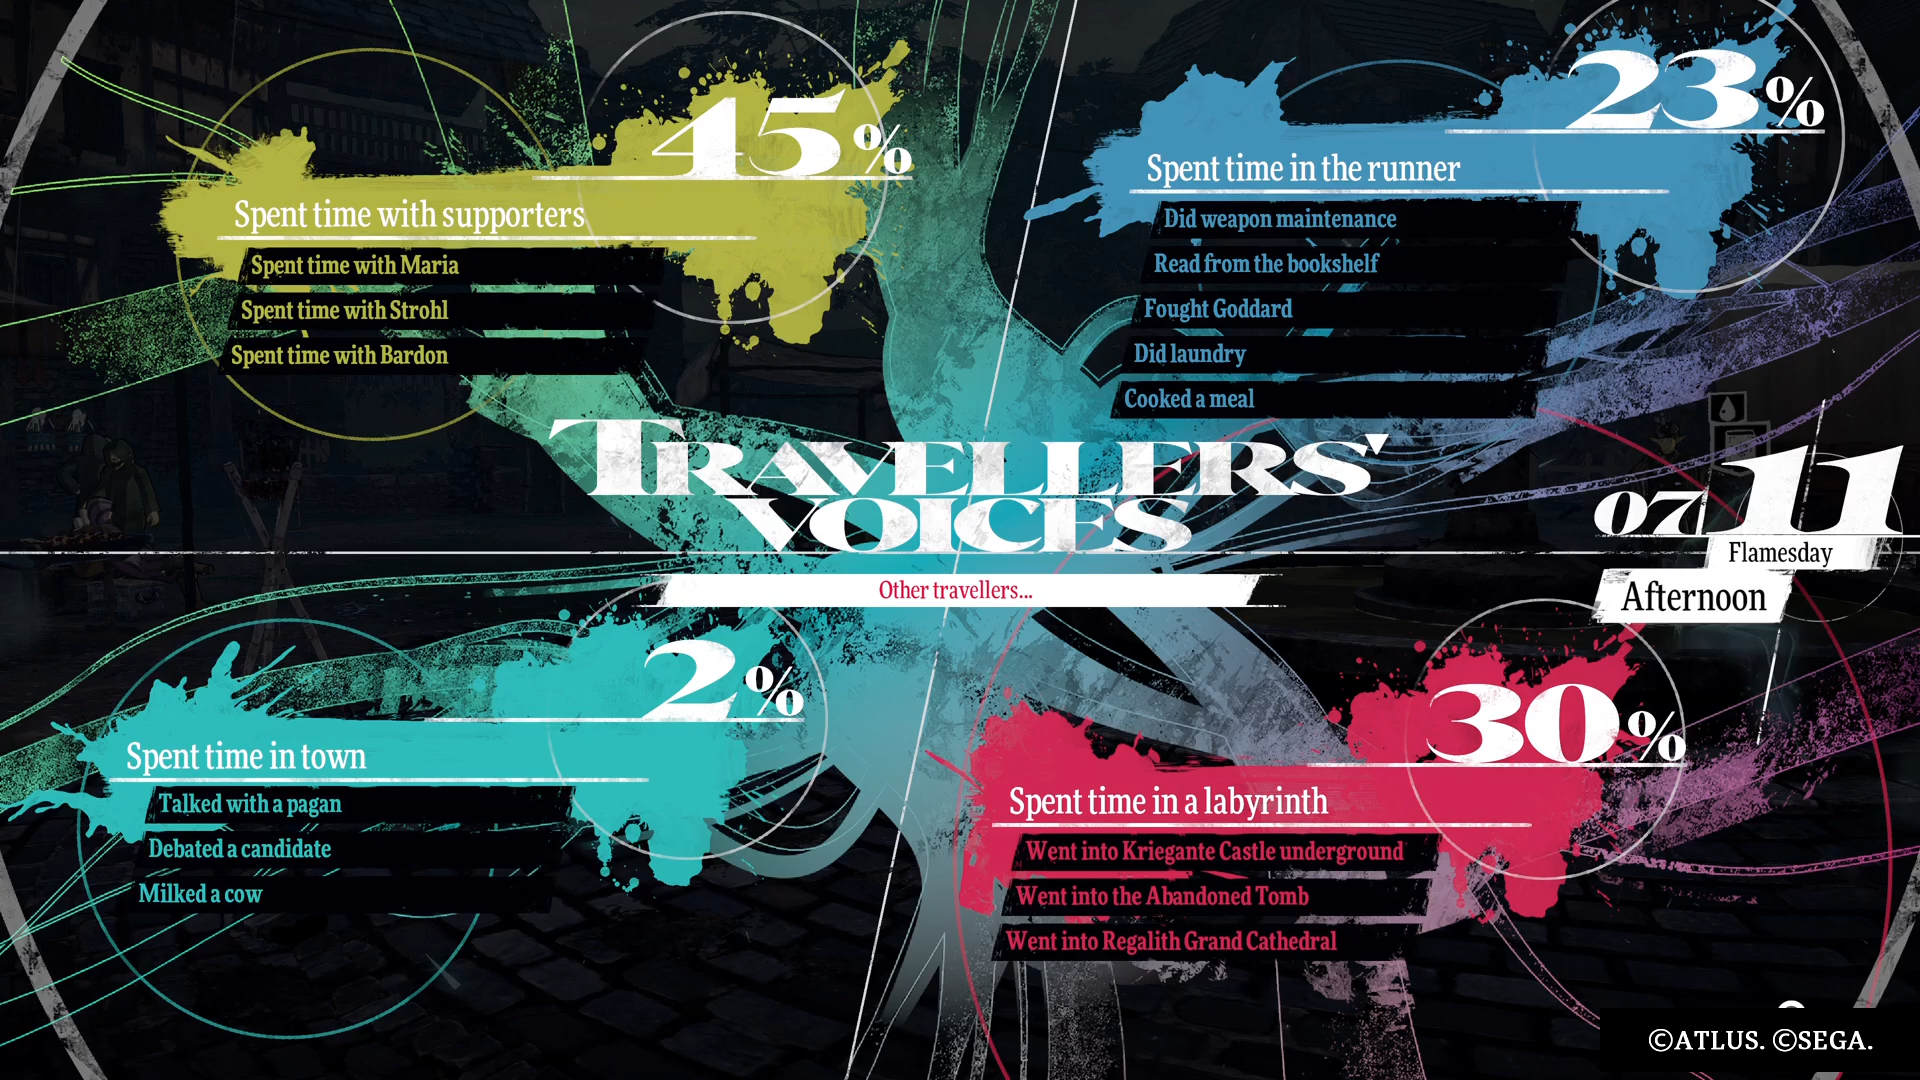 45%
Spent time with supporters
Spent time with Maria
Spent time with Strohl
Spent time with Bardon
23%
Spent time in the runner
Did weapon maintenance
Read from the bookshelf
Fought Goddard
Did laundry
Cooked a meal
TRAVELLERS'
VOICES
Other travellers...
07/11
Flamesday
Afternoon
2%
Spent time in town
Talked with a pagan
Debated a candidate
Milked a cow
30%
Spent time in a labyrinth
Went into Kriegante Castle underground
Went into the Abandoned Tomb
Went into Regalith Grand Cathedral
©ATLUS. ©SEGA.